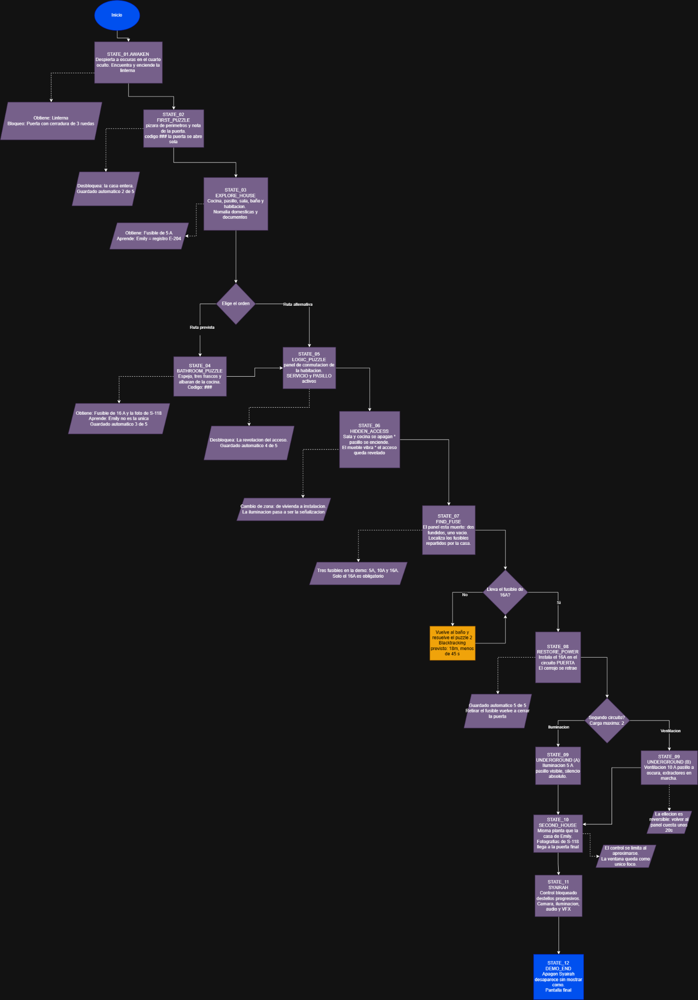 Inicio
STATE_01.AWAKEN
Despierta a oscuras en el cuarto
oculto. Encuentra y enciende la
linterna
Obtiene: Linterna
Bloqueo: Puerta con cerradura de 3 ruedas
STATE_02
FIRST_PUZZLE
pizara de perimetros y nota
de la puerta.
codigo ### la puerta se abre
sola
Desbloquea: la casa entera.
Guardado automatico 2 de 5
STATE_03
EXPLORE_HOUSE
Cocina, pasillo, sala, baño y
habitacion.
Nomalia domesticas y
documentos
Obtiene: Fusible de 5 A
Aprende: Emily = registro E-204
Elige el orden
Ruta alternativa
Ruta prevista
STATE_04
BATHROOM_PUZZLE
Espejo, tres frascos y
albaran de la cocina.
Codigo: ###
STATE_05
LOGIC_PUZZLE
panel de conmutacion de
la habitacion.
SERVICIO y PASILLO
activos
Obtiene: Fusible de 16 A y la foto de S-118
Aprende: Emily no es la unica
Guardado automatico 3 de 5
Desbloquea: La revelacion del acceso.
Guardado automatico 4 de 5
STATE_06
HIDDEN_ACCESS
Sala y cocina se apagan *
pasillo se enciende.
El mueble vibra * el acceso
queda revelado
Cambio de zona: de vivienda a instalacion.
La iluminacion pasa a ser la señalizacion
STATE_07
FIND_FUSE
El panel esta muerto: dos
fundidos, uno vacio.
Localiza los fusibles
repartidos por la casa.
Tres fusibles en la demo: 5A, 10A y 16A.
Solo el 16A es obligatorio
Lleva el fusible de
16A?
No
Si
Vuelve al baño y
resuelve el puzzle 2
Blacktracking
previsto: 18m, menos
de 45 s
STATE_08
RESTORE_POWER
Instala el 16A en el
circuito PUERTA
El cerrojo se retrae
Guardado automatico 5 de 5
Retirar el fusible vuelve a cerrar
la puerta
Segundo circuito?
Carga maxima: 2
Iluminacion
Ventilacion
STATE_09
UNDERGROUND (A)
Iluminacion 5 A
pasillo visible, silencio
absoluto.
STATE_09
UNDERGROUND (B)
Ventilacion 10 A pasillo a
oscura, extractores en
marcha.
La ellecion es
reversible: volver al
panel cuesta unos
20s
STATE_10
SECOND_HOUSE
Misma planta que la
casa de Emily.
Fotografias de S-118
llega a la puerta final
El control se limita al
aproximarse.
La ventana queda como
unico foco.
STATE_11
SYAIRAH
Control bloqueado
destellos progresivos.
Camara, iluminacion,
audio y VFX
STATE_12
DEMO_END
Apagon Syairah
desaparece sin mostrar
como.
Pantalla final